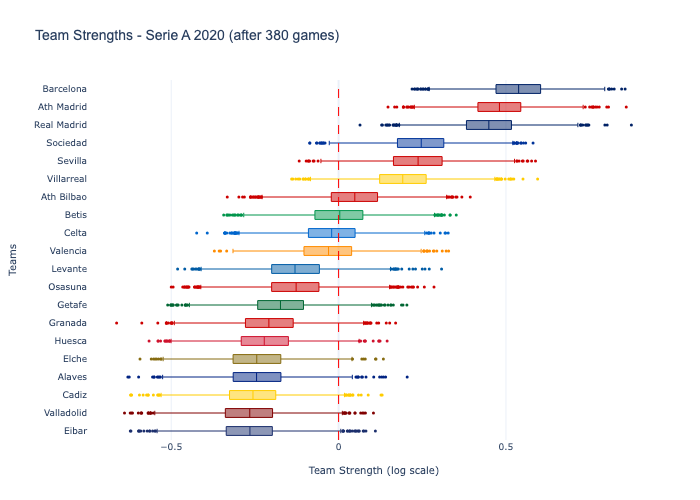 Team Strengths - Serie A 2020 (after 380 games)
Barcelona
Ath Madrid
Real Madrid
Sociedad
Sevilla
Villarreal
Ath Bilbao
Betis
Celta
Valencia
Levante
Osasuna
Getafe
Granada
Huesca
Elche
Alaves
Cadiz
Valladolid
Eibar
Teams
−0.5
0
0.5
Team Strength (log scale)